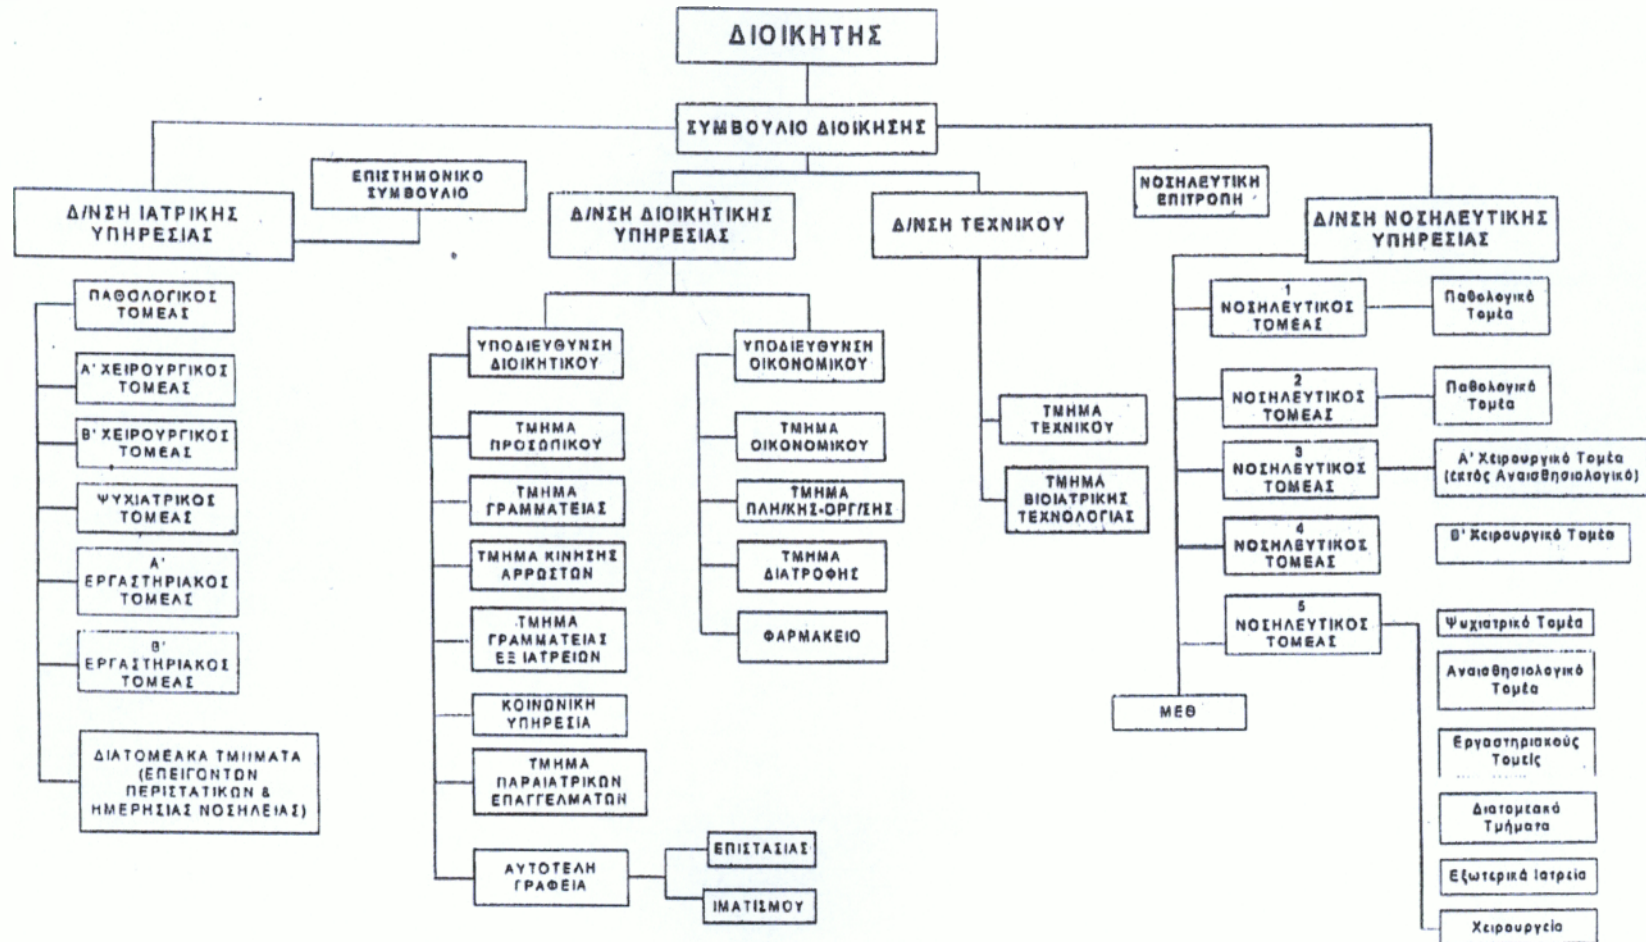 ΔΙΟΙΚΗΤΗΣ
ΣΥΜΒΟΥΛΙΟ ΔΙΟΙΚΗΣΗΣ
ΕΠΙΣΤΗΜΟΝΙΚΟ
ΣΥΜΒΟΥΛΙΟ
ΝΟΣΗΛΕΥΤΙΚΗ
ΕΠΙΤΡΟΠΗ
Δ/ΝΣΗ ΙΑΤΡΙΚΗΣ
ΥΠΗΡΕΣΙΑΣ
Δ/ΝΣΗ ΔΙΟΙΚΗΤΙΚΗΣ
ΥΠΗΡΕΣΙΑΣ
Δ/ΝΣΗ ΤΕΧΝΙΚΟΥ
Δ/ΝΣΗ ΝΟΣΗΛΕΥΤΙΚΗΣ
ΥΠΗΡΕΣΙΑΣ
ΠΑΘΟΛΟΓΙΚΟΣ
ΤΟΜΕΑΣ
Α' ΧΕΙΡΟΥΡΓΙΚΟΣ
ΤΟΜΕΑΣ
Β' ΧΕΙΡΟΥΡΓΙΚΟΣ
ΤΟΜΕΑΣ
ΨΥΧΙΑΤΡΙΚΟΣ
ΤΟΜΕΑΣ
Α'
ΕΡΓΑΣΤΗΡΙΑΚΟΣ
ΤΟΜΕΑΣ
Β'
ΕΡΓΑΣΤΗΡΙΑΚΟΣ
ΤΟΜΕΑΣ
ΔΙΑΤΟΜΕΑΚΑ ΤΜΗΜΑΤΑ
(ΕΠΕΙΓΟΝΤΩΝ
ΠΕΡΙΣΤΑΤΙΚΩΝ &
ΗΜΕΡΗΣΙΑΣ ΝΟΣΗΛΕΙΑΣ)
ΥΠΟΔΙΕΥΘΥΝΣΗ
ΔΙΟΙΚΗΤΙΚΟΥ
ΤΜΗΜΑ
ΠΡΟΣΩΠΙΚΟΥ
ΤΜΗΜΑ
ΓΡΑΜΜΑΤΕΙΑΣ
ΤΜΗΜΑ ΚΙΝΗΣΗΣ
ΑΡΡΩΣΤΩΝ
ΤΜΗΜΑ
ΓΡΑΜΜΑΤΕΙΑΣ
ΕΞ ΙΑΤΡΕΙΩΝ
ΚΟΙΝΩΝΙΚΗ
ΥΠΗΡΕΣΙΑ
ΤΜΗΜΑ
ΠΑΡΑΙΑΤΡΙΚΩΝ
ΕΠΑΓΓΕΛΜΑΤΩΝ
ΑΥΤΟΤΕΛΗ
ΓΡΑΦΕΙΑ
ΕΠΙΣΤΑΣΙΑΣ
ΙΜΑΤΙΣΜΟΥ
ΥΠΟΔΙΕΥΘΥΝΣΗ
ΟΙΚΟΝΟΜΙΚΟΥ
ΤΜΗΜΑ
ΟΙΚΟΝΟΜΙΚΟΥ
ΤΜΗΜΑ
ΠΛΗ/ΚΗΣ-ΟΡΓ/ΣΗΣ
ΤΜΗΜΑ
ΔΙΑΤΡΟΦΗΣ
ΦΑΡΜΑΚΕΙΟ
ΤΜΗΜΑ
ΤΕΧΝΙΚΟΥ
ΤΜΗΜΑ
ΒΙΟΙΑΤΡΙΚΗΣ
ΤΕΧΝΟΛΟΓΙΑΣ
1
ΝΟΣΗΛΕΥΤΙΚΟΣ
ΤΟΜΕΑΣ
Παθολογικό
Τομέα
2
ΝΟΣΗΛΕΥΤΙΚΟΣ
ΤΟΜΕΑΣ
Παθολογικό
Τομέα
3
ΝΟΣΗΛΕΥΤΙΚΟΣ
ΤΟΜΕΑΣ
Α' Χειρουργικό Τομέα
(εκτός Αναισθησιολογικό)
4
ΝΟΣΗΛΕΥΤΙΚΟΣ
ΤΟΜΕΑΣ
Β' Χειρουργικό Τομέα
5
ΝΟΣΗΛΕΥΤΙΚΟΣ
ΤΟΜΕΑΣ
ΜΕΘ
Ψυχιατρικό Τομέα
Αναισθησιολογικό
Τομέα
Εργαστηριακούς
Τομείς
Διατομεακό
Τμήματα
Εξωτερικά Ιατρεία
Χειρουργεία